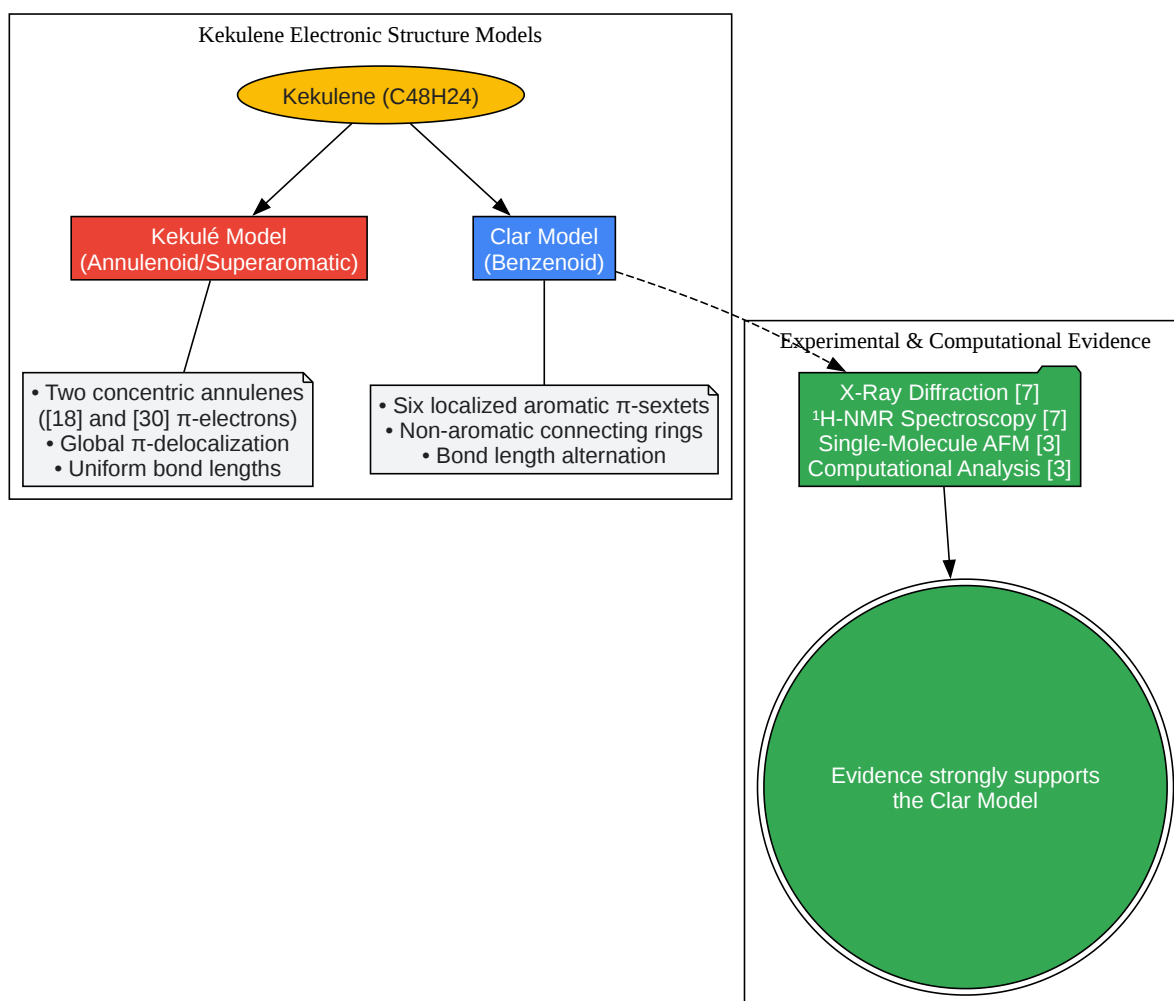 Kekulene Electronic Structure Models
Kekulene (C48H24)
Kekulé Model
(Annulenoid/Superaromatic)
Clar Model
(Benzenoid)
• Two concentric annulenes
([18] and [30] π-electrons)
• Global π-delocalization
• Uniform bond lengths
• Six localized aromatic π-sextets
• Non-aromatic connecting rings
• Bond length alternation
Experimental & Computational Evidence
X-Ray Diffraction [7]
¹H-NMR Spectroscopy [7]
Single-Molecule AFM [3]
Computational Analysis [3]
Evidence strongly supports
the Clar Model